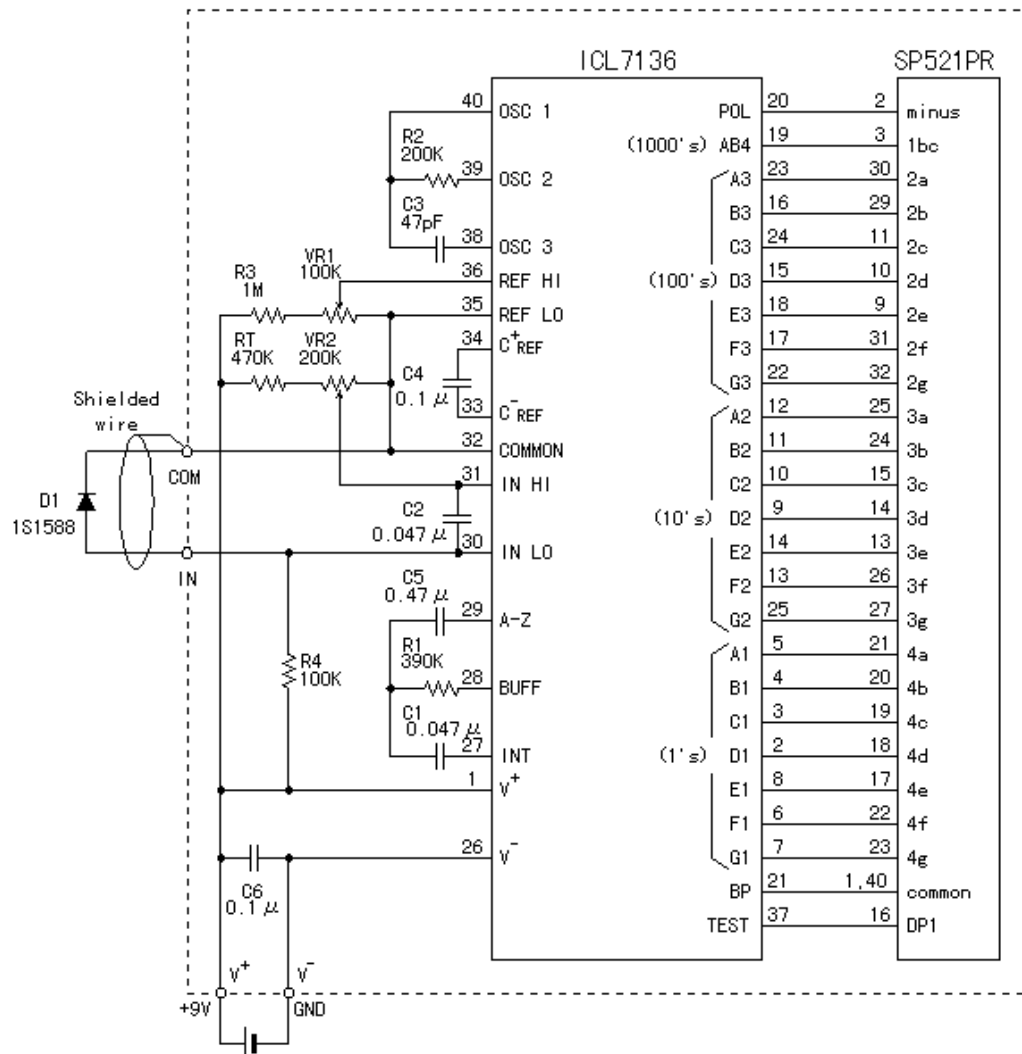 ICL7136 SP521PR
40 OSC 1 POL 20 2 minus
R2
200K
(1000's) AB4 19 3 1bc
39 OSC 2 A3 23 30 2a
C3
47pF
B3 16 29 2b
38 OSC 3 C3 24 11 2c
R3
1M
VR1
100K
36 REF HI (100's) D3 15 10 2d
35 REF LO E3 18 9 2e
RT
470K
VR2
200K
34 C+REF F3 17 31 2f
C4
0.1μ
G3 22 32 2g
33 C-REF A2 12 25 3a
Shielded
wire
COM
32 COMMON B2 11 24 3b
31 IN HI C2 10 15 3c
D1
1S1588
C2
0.047μ
(10's) D2 9 14 3d
IN
30 IN LO E2 14 13 3e
C5
0.47μ
F2 13 26 3f
29 A-Z G2 25 27 3g
R4
100K
R1
390K
A1 5 21 4a
28 BUFF B1 4 20 4b
C1
0.047μ
C1 3 19 4c
27 INT (1's) D1 2 18 4d
1 V+ E1 8 17 4e
F1 6 22 4f
26 V- G1 7 23 4g
C6
0.1μ
BP 21 1,40 common
TEST 37 16 DP1
V+ V-
+9V GND